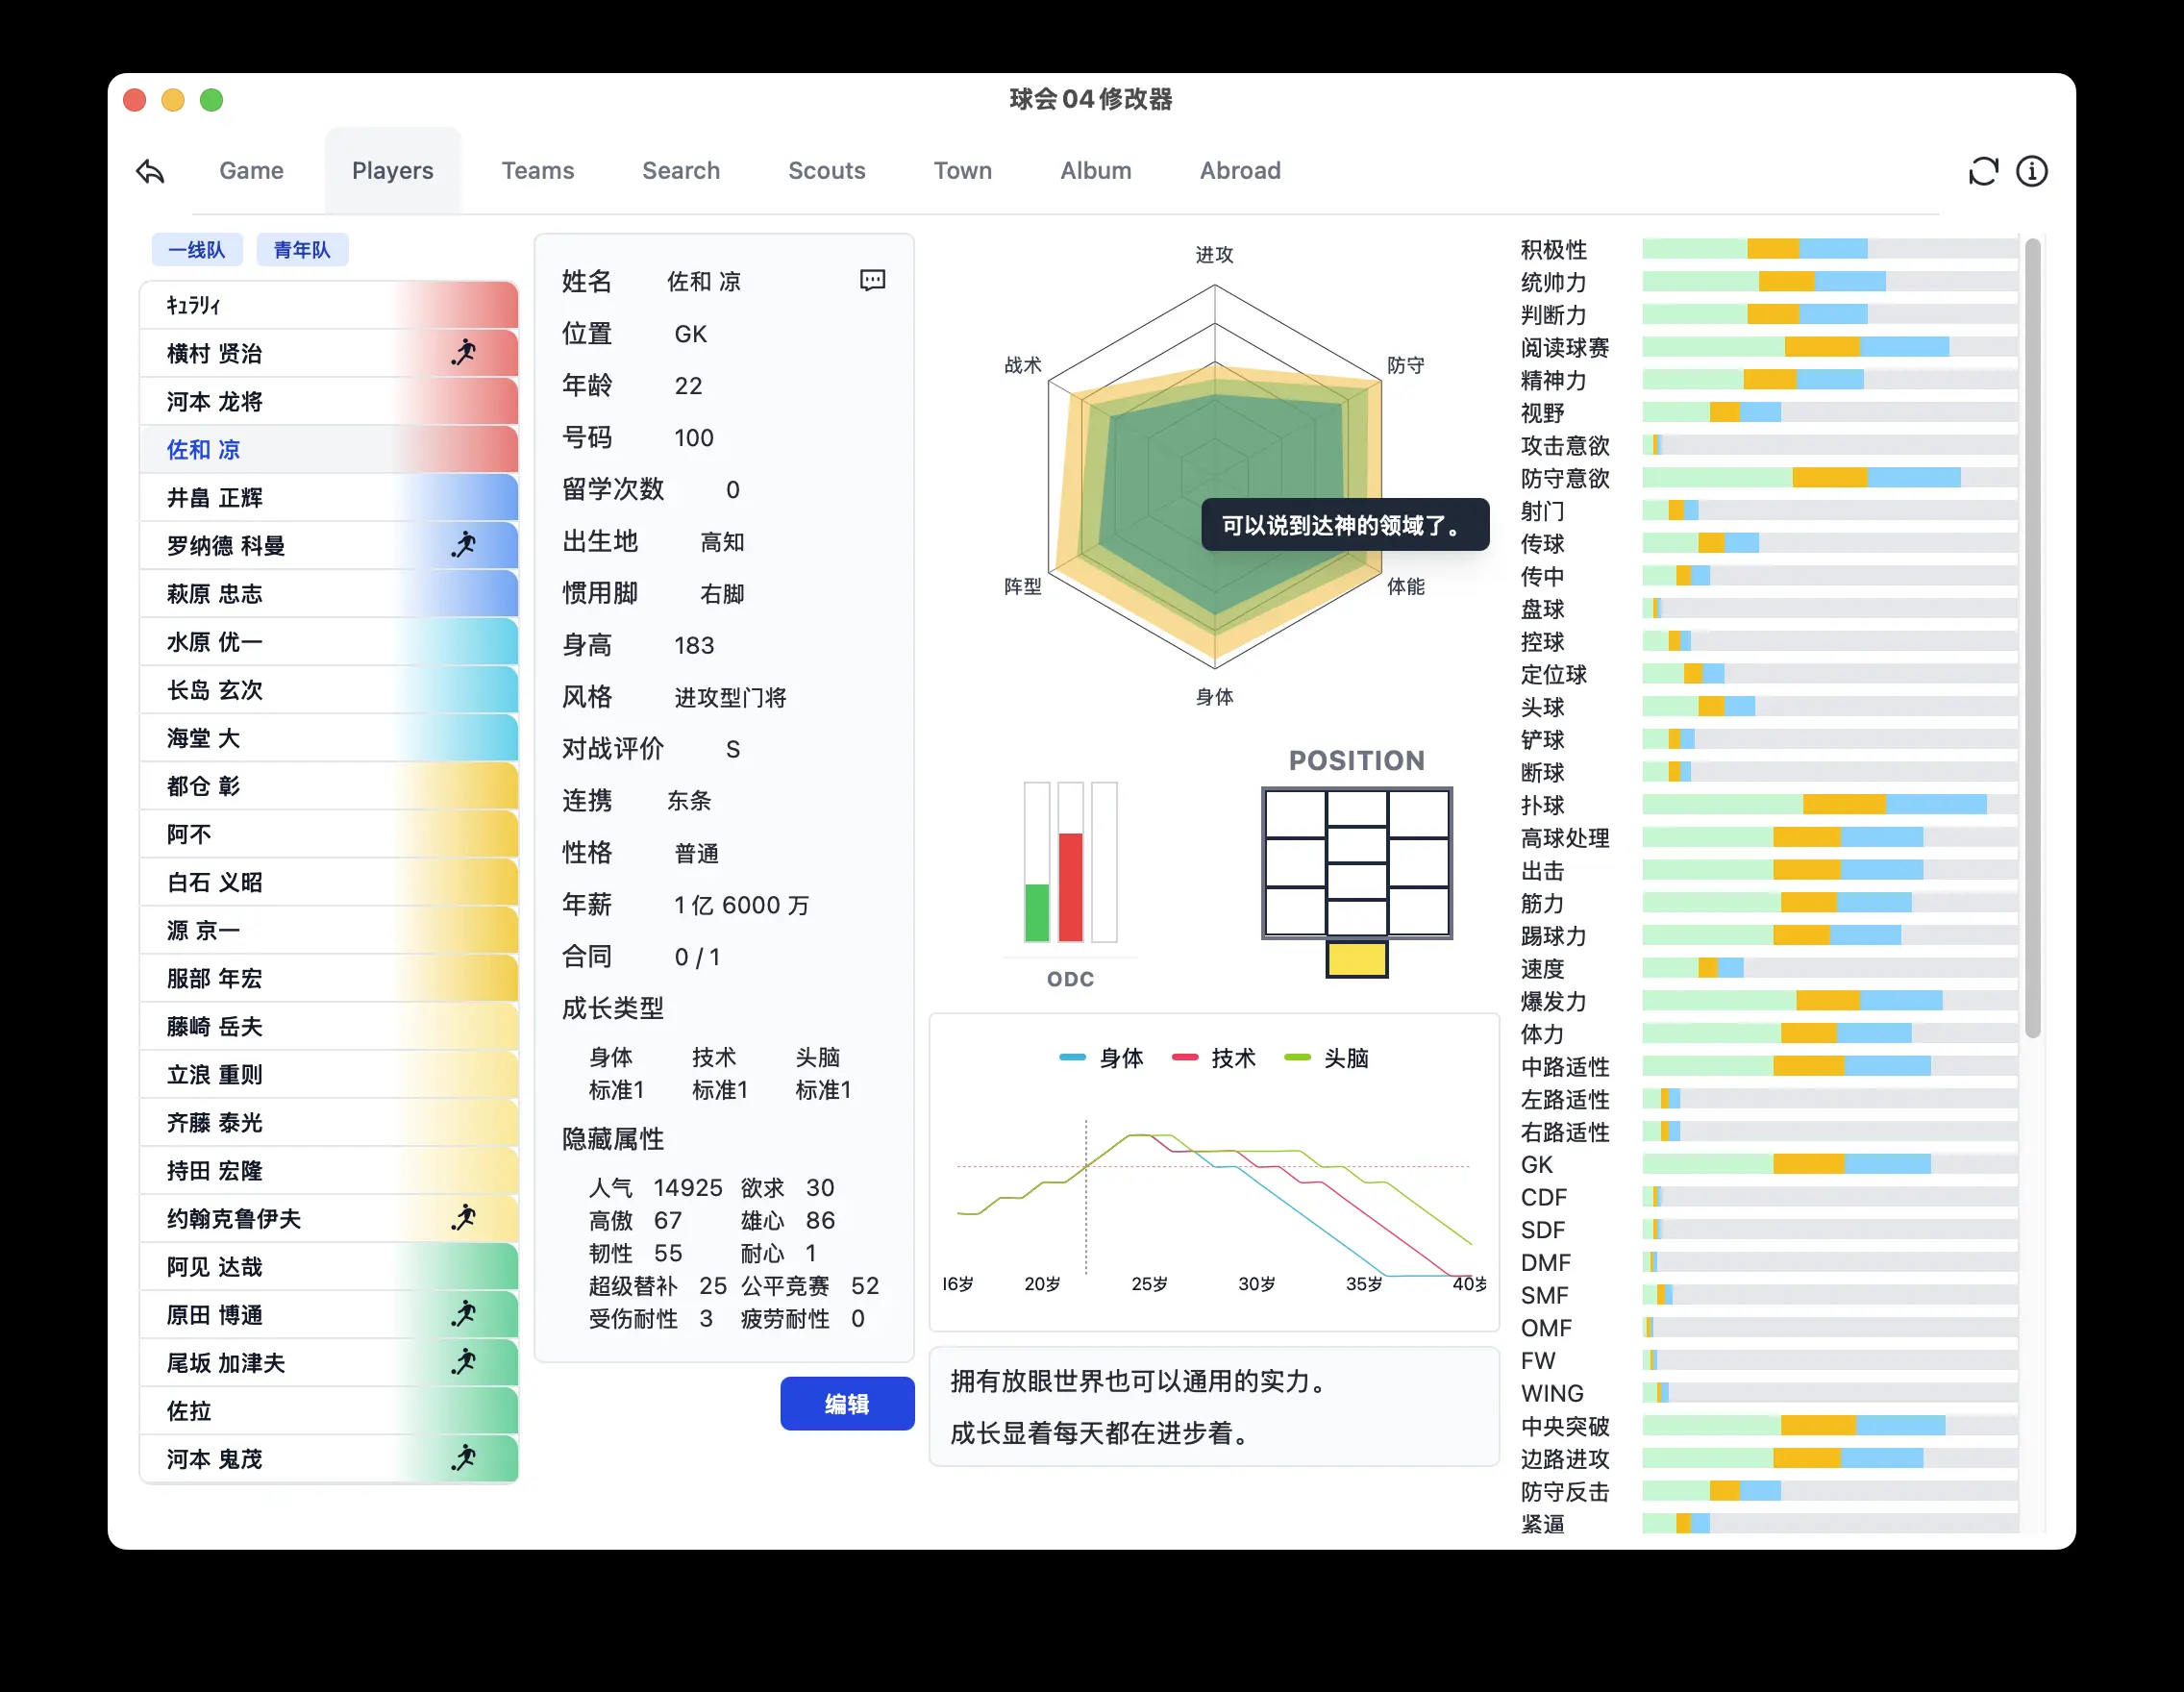 球会04修改器
Game
Players
Teams
Search
Scouts
Town
Album
Abroad
一线队
青年队
ｷｭﾗﾘｨ
横村 贤治
河本 龙将
佐和 凉
井畠 正辉
罗纳德 科曼
萩原 忠志
水原 优一
长岛 玄次
海堂 大
都仓 彰
阿不
白石 义昭
源 京一
服部 年宏
藤崎 岳夫
立浪 重则
齐藤 泰光
持田 宏隆
约翰克鲁伊夫
阿见 达哉
原田 博通
尾坂 加津夫
佐拉
河本 鬼茂
姓名 佐和 凉
位置 GK
年龄 22
号码 100
留学次数 0
出生地 高知
惯用脚 右脚
身高 183
风格 进攻型门将
对战评价 S
连携 东条
性格 普通
年薪 1 亿 6000 万
合同 0 / 1
成长类型
身体 技术 头脑
标准1 标准1 标准1
隐藏属性
人气 14925 欲求 30
高傲 67 雄心 86
韧性 55 耐心 1
超级替补 25 公平竞赛 52
受伤耐性 3 疲劳耐性 0
编辑
进攻
战术
防守
可以说到达神的领域了。
阵型
体能
身体
POSITION
ODC
身体 技术 头脑
16岁 20岁 25岁 30岁 35岁 40岁
拥有放眼世界也可以通用的实力。
成长显着每天都在进步着。
积极性
统帅力
判断力
阅读球赛
精神力
视野
攻击意欲
防守意欲
射门
传球
传中
盘球
控球
定位球
头球
铲球
断球
扑球
高球处理
出击
筋力
踢球力
速度
爆发力
体力
中路适性
左路适性
右路适性
GK
CDF
SDF
DMF
SMF
OMF
FW
WING
中央突破
边路进攻
防守反击
紧逼